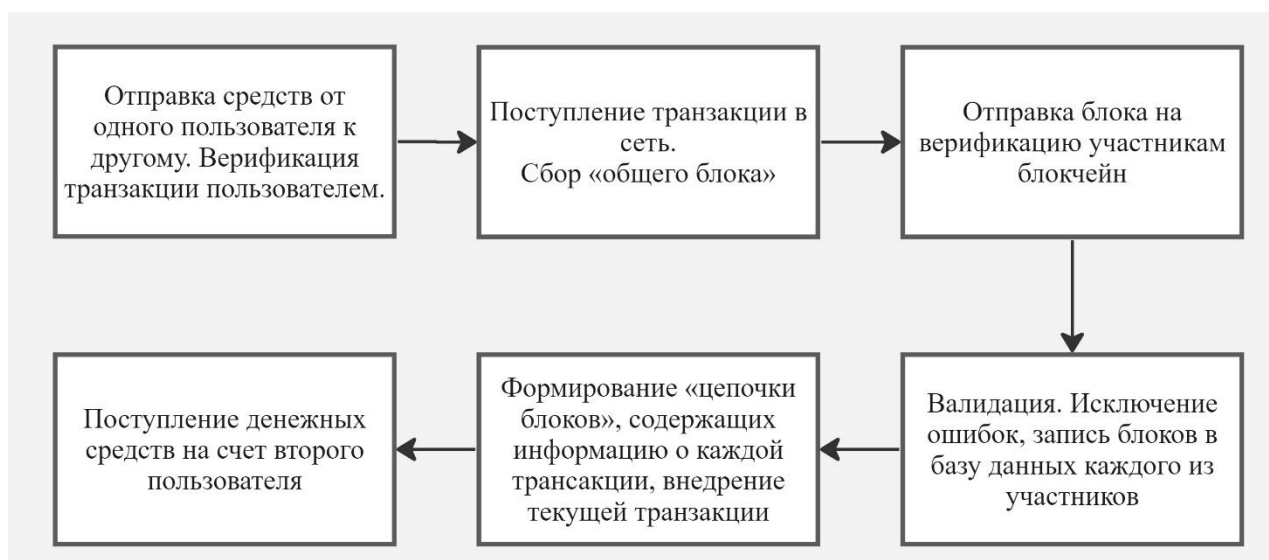 Отправка средств от
одного пользователя к
другому. Верификация
транзакции пользователем.
Поступление транзакции в
сеть.
Сбор «общего блока»
Отправка блока на
верификацию участникам
блокчейн
Валидация. Исключение
ошибок, запись блоков в
базу данных каждого из
участников
Формирование «цепочки
блоков», содержащих
информацию о каждой
трансакции, внедрение
текущей транзакции
Поступление денежных
средств на счет второго
пользователя